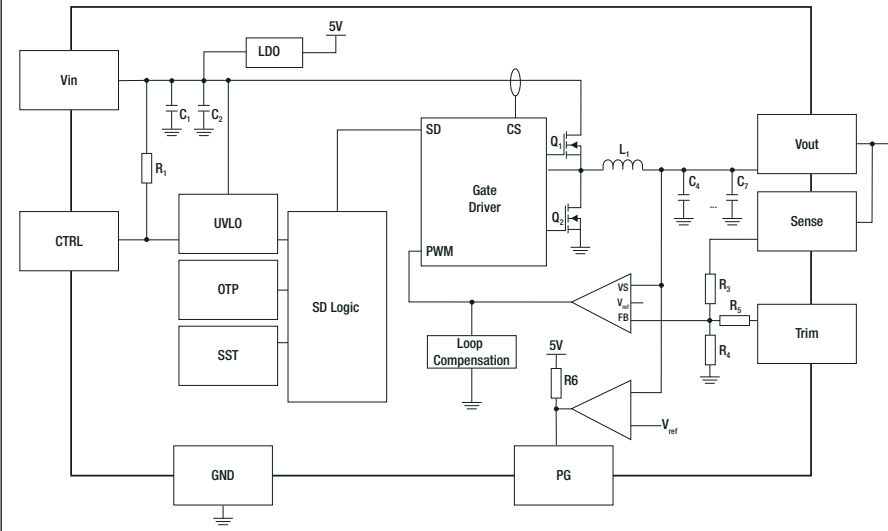 5V
LDO
Vin
C1
C2
SD
CS
Q1
R1
L1
Vout
C4
C7
...
Gate
Driver
UVLO
Q2
Sense
CTRL
PWM
OTP
SD Logic
VS
Vref
FB
R3
R5
Trim
R4
SST
Loop
Compensation
5V
R6
Vref
GND
PG